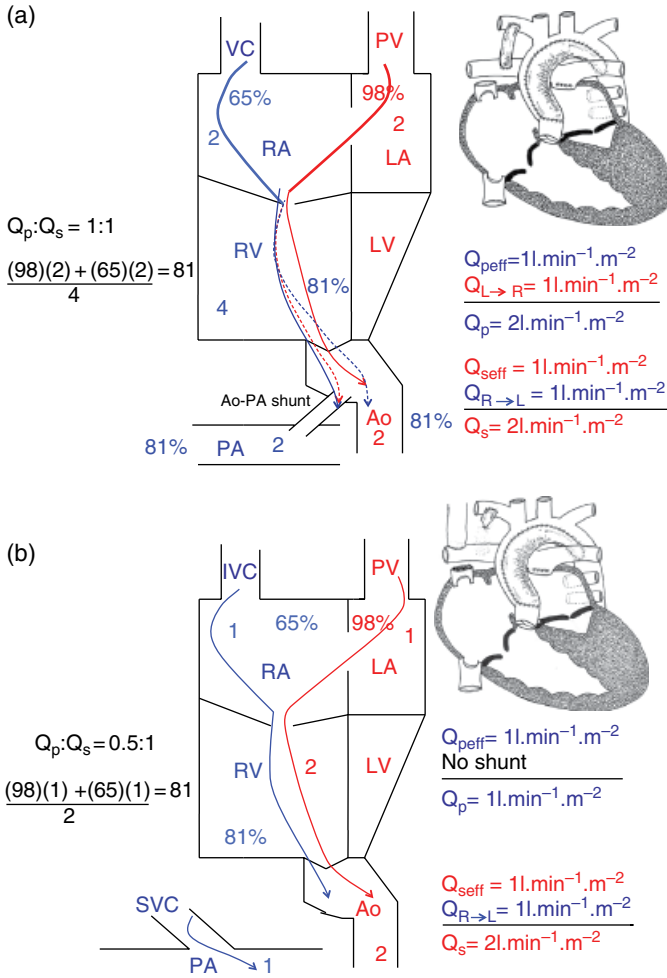 (a)
VC
PV
65%
98%
2
2
RA
LA
Qp:Qs = 1:1
(98)(2) + (65)(2) = 81
4
RV
LV
81%
4
Ao-PA shunt
Ao
2
81%
81%
PA
2
Qpeff=1l.min⁻¹.m⁻²
QL→R= 1l.min⁻¹.m⁻²
Qp= 2l.min⁻¹.m⁻²
Qseff = 1l.min⁻¹.m⁻²
QR→L = 1l.min⁻¹.m⁻²
Qs= 2l.min⁻¹.m⁻²
(b)
IVC
PV
65%
98%
1
1
RA
LA
Qp:Qs = 0.5:1
(98)(1) +(65)(1) = 81
2
RV
2
LV
81%
Ao
2
SVC
PA
1
Qpeff= 1l.min⁻¹.m⁻²
No shunt
Qp= 1l.min⁻¹.m⁻²
Qseff = 1l.min⁻¹.m⁻²
QR→L= 1l.min⁻¹.m⁻²
Qs= 2l.min⁻¹.m⁻²